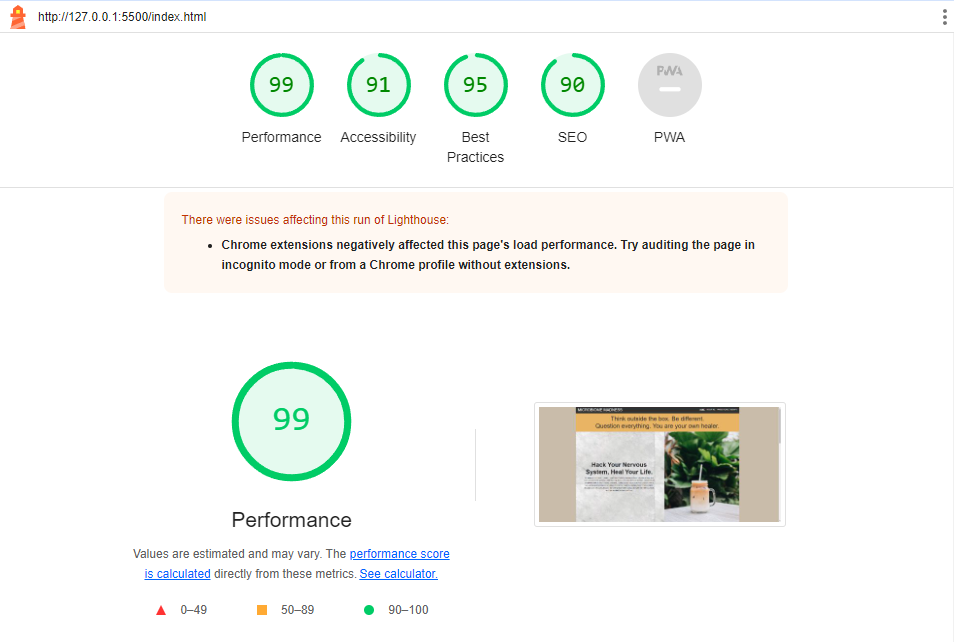 http://127.0.0.1:5500/index.html
99
91
95
90
PWA
Performance
Accessibility
Best
Practices
SEO
PWA
There were issues affecting this run of Lighthouse:
• Chrome extensions negatively affected this page's load performance. Try auditing the page in
incognito mode or from a Chrome profile without extensions.
99
MICROBIOME MADNESS
Think outside the box. Be different.
Question everything. You are your own healer.
Hack Your Nervous
System, Heal Your Life.
Performance
Values are estimated and may vary. The performance score
is calculated directly from these metrics. See calculator.
0–49
50–89
90–100